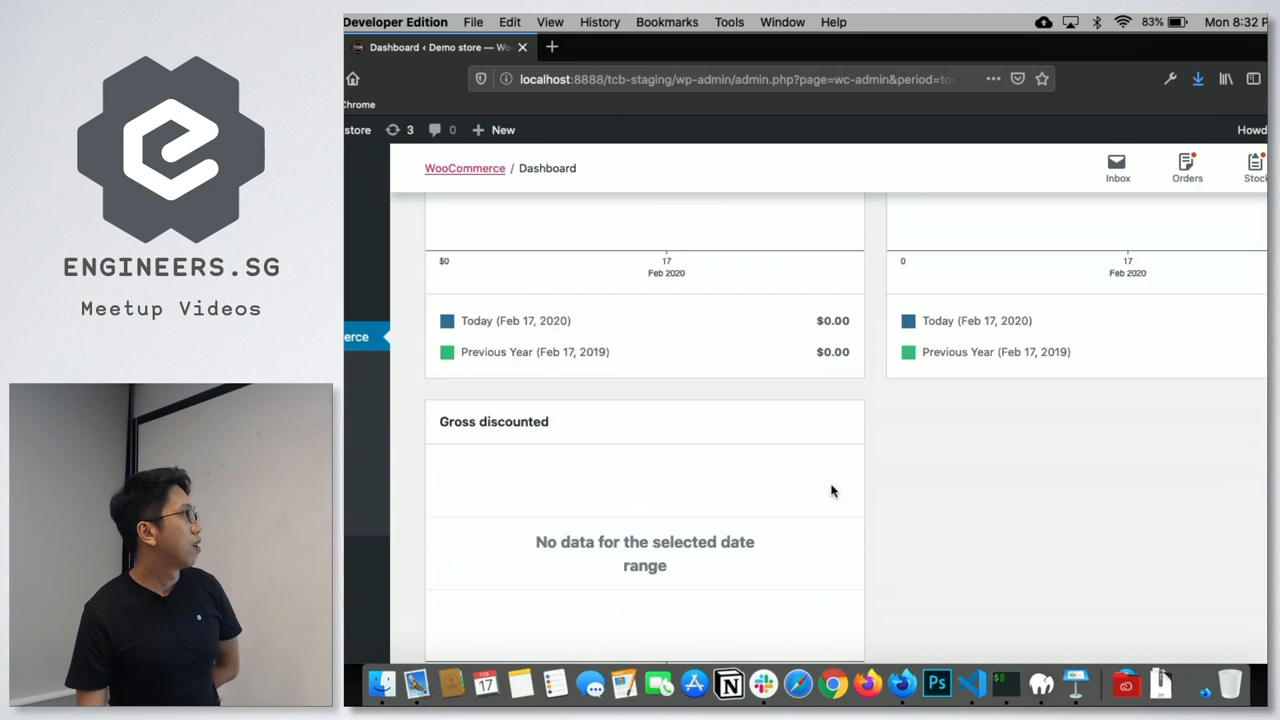 ENGINEERS.SG
Meetup Videos
Developer Edition File Edit View History Bookmarks Tools Window Help 83% Mon 8:32 P
Dashboard ‹ Demo store — Wo
localhost:8888/tcb-staging/wp-admin/admin.php?page=wc-admin&period=to
Chrome
store 3 0 New Howd
WooCommerce / Dashboard
Inbox Orders Stoc
$0 17 0 17
Feb 2020 Feb 2020
Today (Feb 17, 2020) $0.00 Today (Feb 17, 2020)
erce
Previous Year (Feb 17, 2019) $0.00 Previous Year (Feb 17, 2019)
Gross discounted
No data for the selected date
range
FEB
17
N
Ps
$